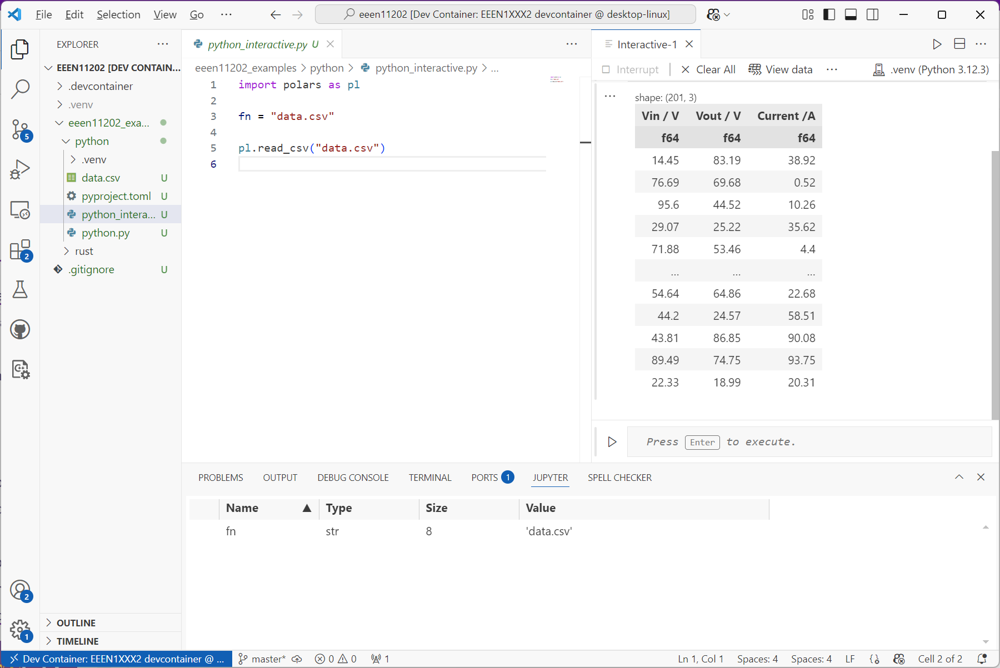 File Edit Selection View Go ··· eeen11202 [Dev Container: EEEN1XXX2 devcontainer @ desktop-linux]
EXPLORER ···
EEEN11202 [DEV CONTAIN...
.devcontainer
.venv
eeen11202_exa...
python
.venv
data.csv U
pyproject.toml U
python_intera... U
python.py U
rust
.gitignore U
OUTLINE
TIMELINE
5
2
2
1
python_interactive.py U
eeen11202_examples > python > python_interactive.py > ...
1 import polars as pl
2
3 fn = "data.csv"
4
5 pl.read_csv("data.csv")
6
Interactive-1
Interrupt Clear All View data ··· .venv (Python 3.12.3)
shape: (201, 3)
Vin / V Vout / V Current /A
f64 f64 f64
14.45 83.19 38.92
76.69 69.68 0.52
95.6 44.52 10.26
29.07 25.22 35.62
71.88 53.46 4.4
... ... ...
54.64 64.86 22.68
44.2 24.57 58.51
43.81 86.85 90.08
89.49 74.75 93.75
22.33 18.99 20.31
Press Enter to execute.
PROBLEMS OUTPUT DEBUG CONSOLE TERMINAL PORTS 1 JUPYTER SPELL CHECKER
Name Type Size Value
fn str 8 'data.csv'
Dev Container: EEEN1XXX2 devcontainer @ ... master* 0 0 1 Ln 1, Col 1 Spaces: 4 Spaces: 4 LF Cell 2 of 2